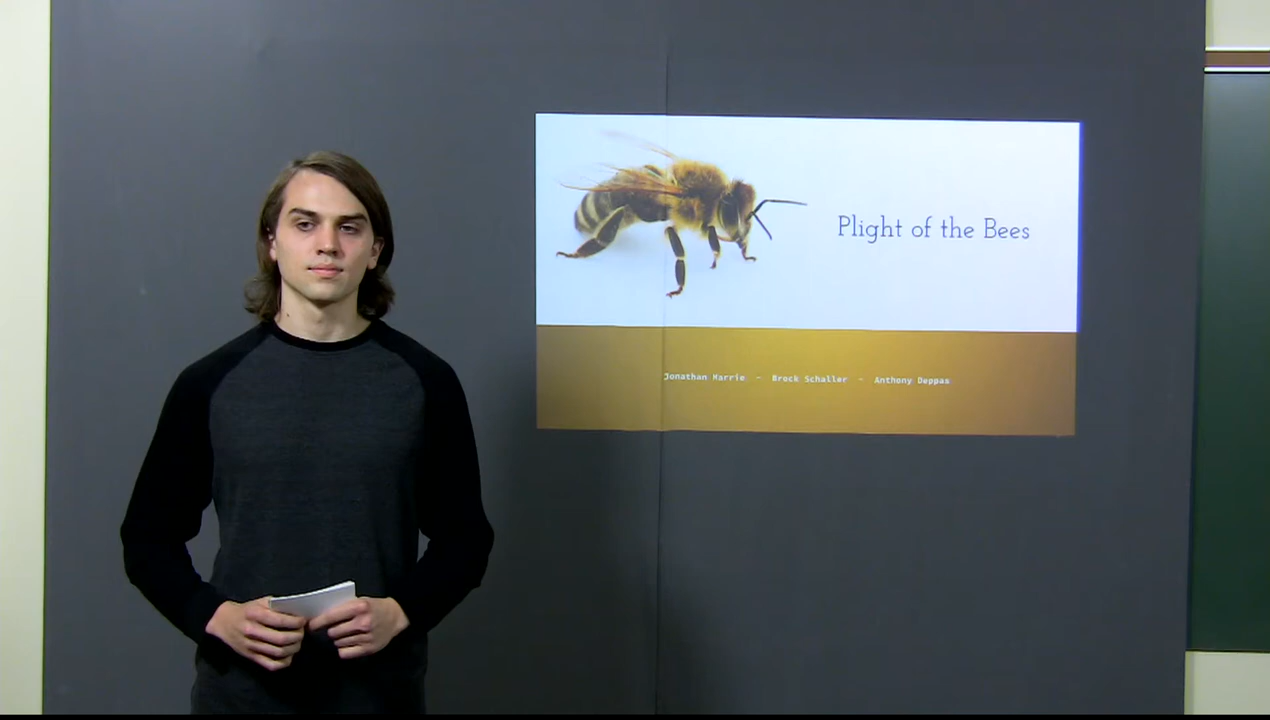 Plight of the Bees
Jonathan Harrie - Brock Schaller - Anthony Deppas